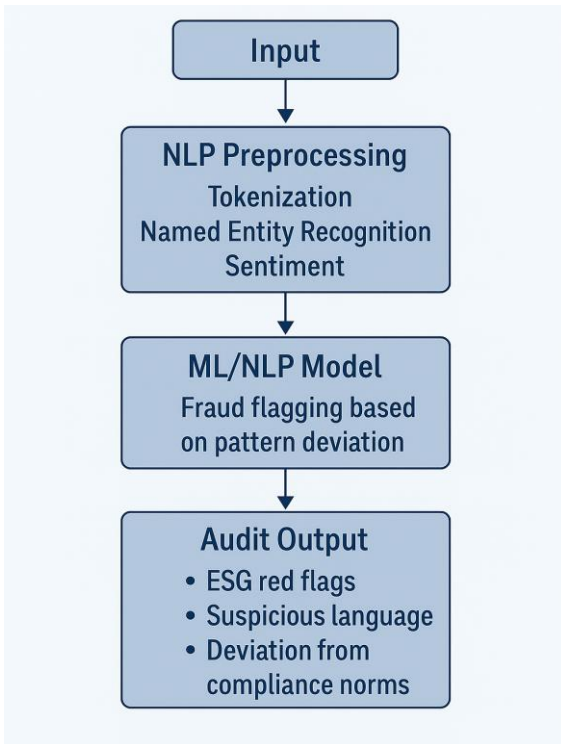 Input
NLP Preprocessing
Tokenization
Named Entity Recognition
Sentiment
ML/NLP Model
Fraud flagging based
on pattern deviation
Audit Output
• ESG red flags
• Suspicious language
• Deviation from
compliance norms